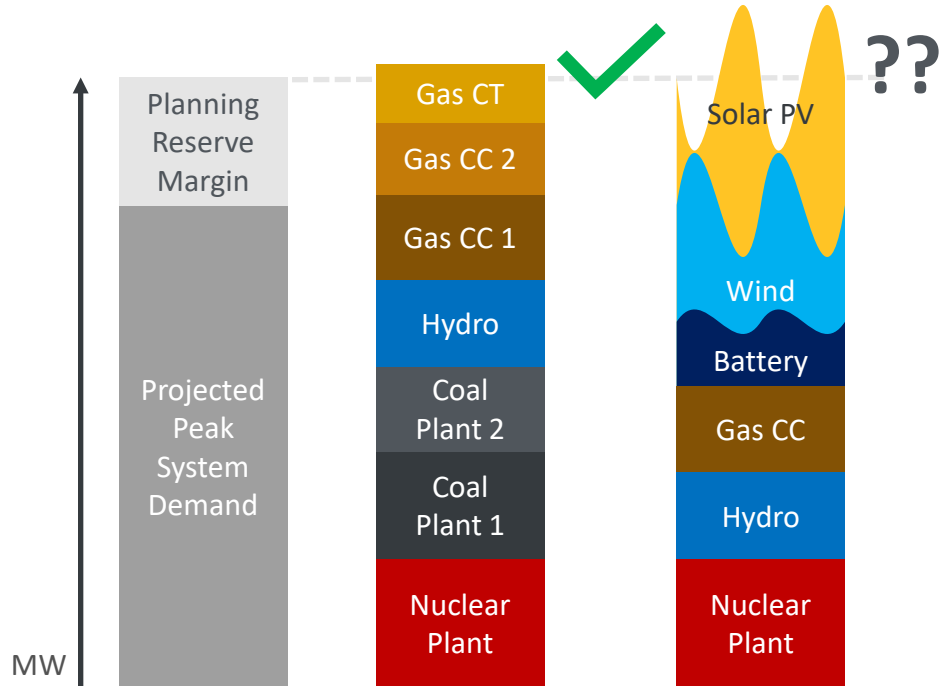 Planning
Reserve
Margin
Projected
Peak
System
Demand
MW
Gas CT
Gas CC 2
Gas CC 1
Hydro
Coal
Plant 2
Coal
Plant 1
Nuclear
Plant
Solar PV
Wind
Battery
Gas CC
Hydro
Nuclear
Plant
??